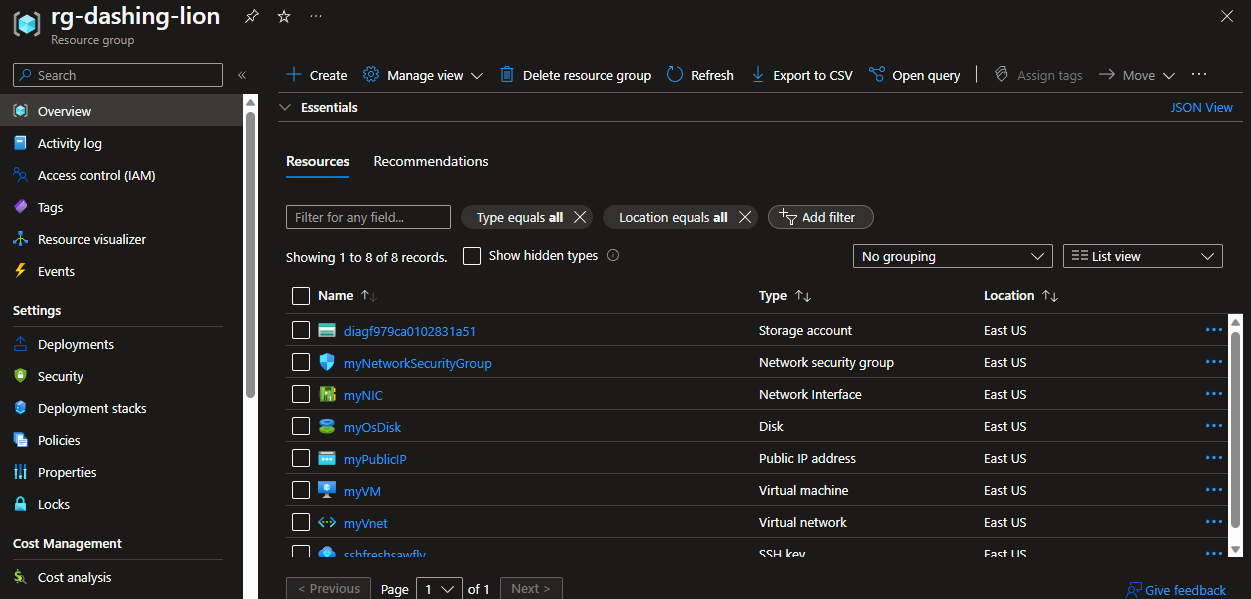 rg-dashing-lion
Resource group
Search
Overview
Activity log
Access control (IAM)
Tags
Resource visualizer
Events
Settings
Deployments
Security
Deployment stacks
Policies
Properties
Locks
Cost Management
Cost analysis
Create Manage view Delete resource group Refresh Export to CSV Open query Assign tags Move
Essentials JSON View
Resources Recommendations
Filter for any field... Type equals all Location equals all Add filter
Showing 1 to 8 of 8 records. Show hidden types No grouping List view
Name Type Location
diagf979ca0102831a51 Storage account East US
myNetworkSecurityGroup Network security group East US
myNIC Network Interface East US
myOsDisk Disk East US
myPublicIP Public IP address East US
myVM Virtual machine East US
myVnet Virtual network East US
sshfreshsawfly SSH key East US
< Previous Page 1 of 1 Next >
Give feedback